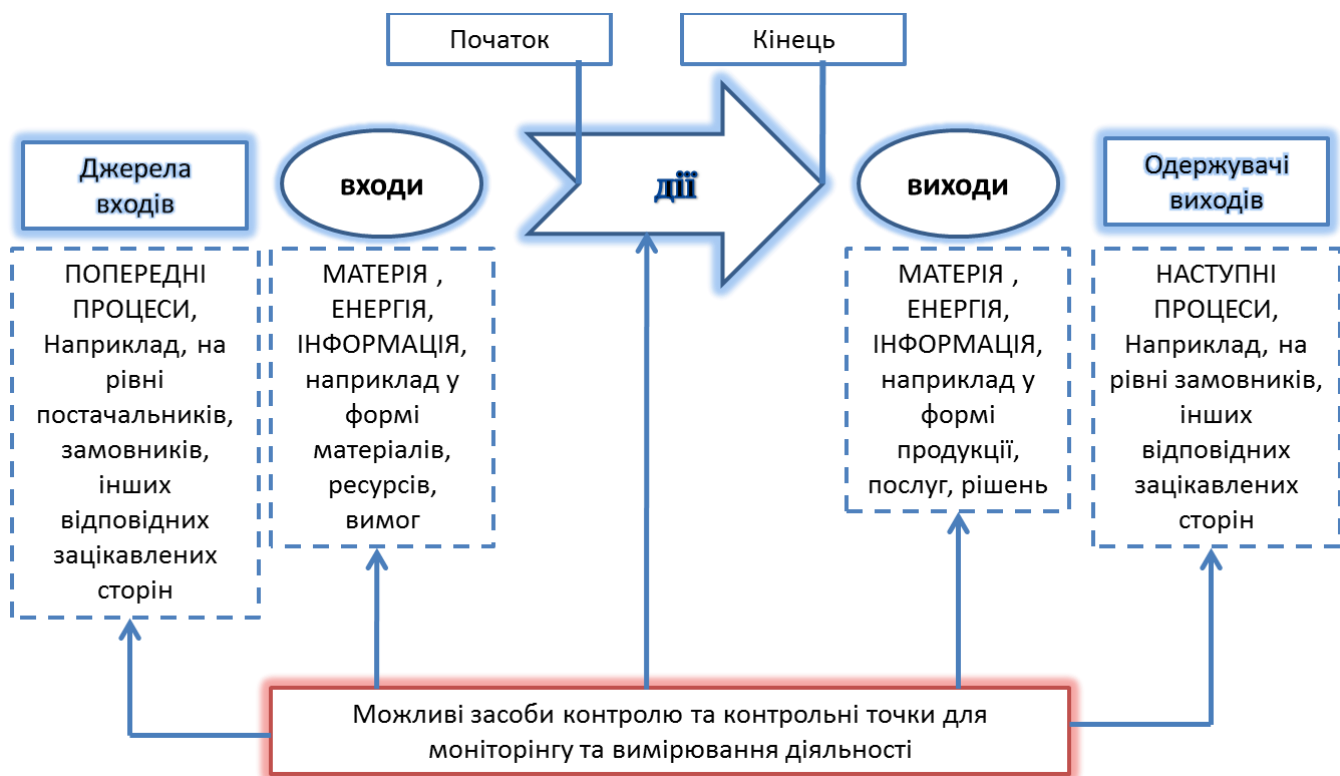 Початок
Кінець
Джерела
входів
входи
дії
виходи
Одержувачі
виходів
ПОПЕРЕДНІ
ПРОЦЕСИ,
Наприклад, на
рівні
постачальників,
замовників,
інших
відповідних
зацікавлених
сторін
МАТЕРІЯ ,
ЕНЕРГІЯ,
ІНФОРМАЦІЯ,
наприклад у
формі
матеріалів,
ресурсів,
вимог
МАТЕРІЯ ,
ЕНЕРГІЯ,
ІНФОРМАЦІЯ,
наприклад у
формі
продукції,
послуг, рішень
НАСТУПНІ
ПРОЦЕСИ,
Наприклад, на
рівні замовників,
інших
відповідних
зацікавлених
сторін
Можливі засоби контролю та контрольні точки для
моніторінгу та вимірювання діяльності